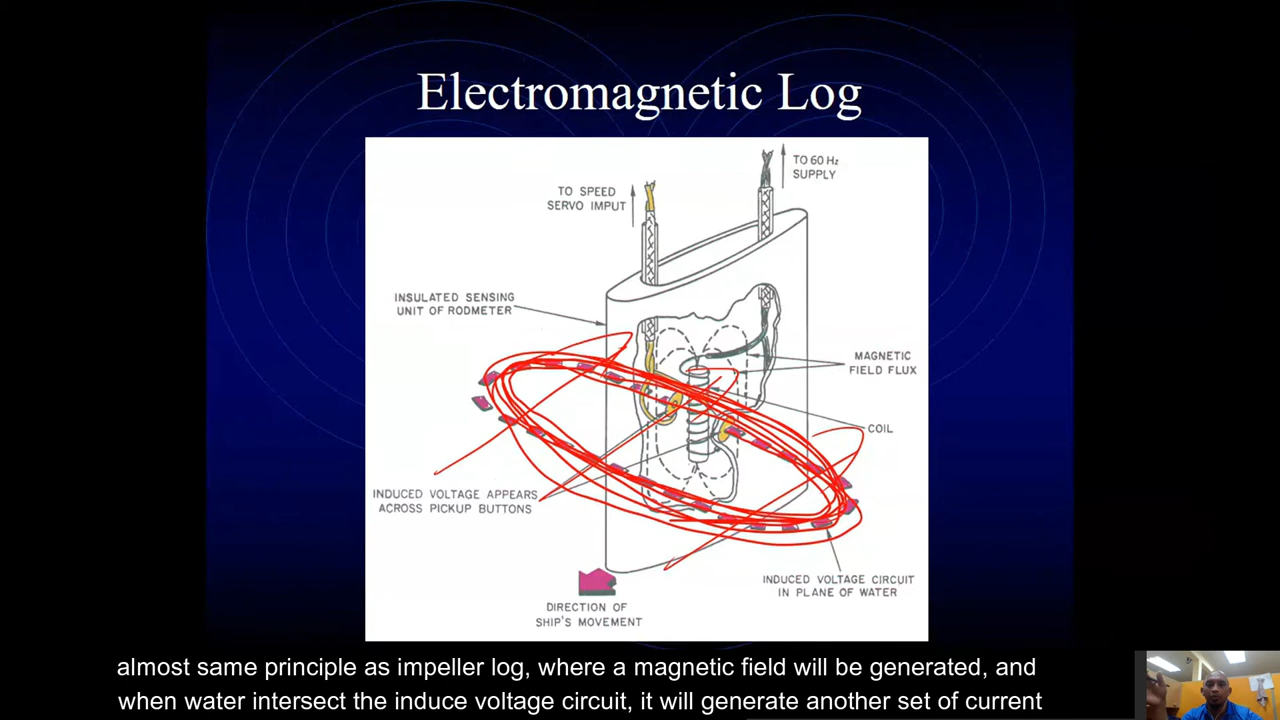 Electromagnetic Log
TO 60 Hz
SUPPLY
TO SPEED
SERVO IMPUT
INSULATED SENSING
UNIT OF RODMETER
MAGNETIC
FIELD FLUX
COIL
INDUCED VOLTAGE APPEARS
ACROSS PICKUP BUTTONS
INDUCED VOLTAGE CIRCUIT
IN PLANE OF WATER
DIRECTION OF
SHIP'S MOVEMENT
almost same principle as impeller log, where a magnetic field will be generated, and
when water intersect the induce voltage circuit, it will generate another set of current